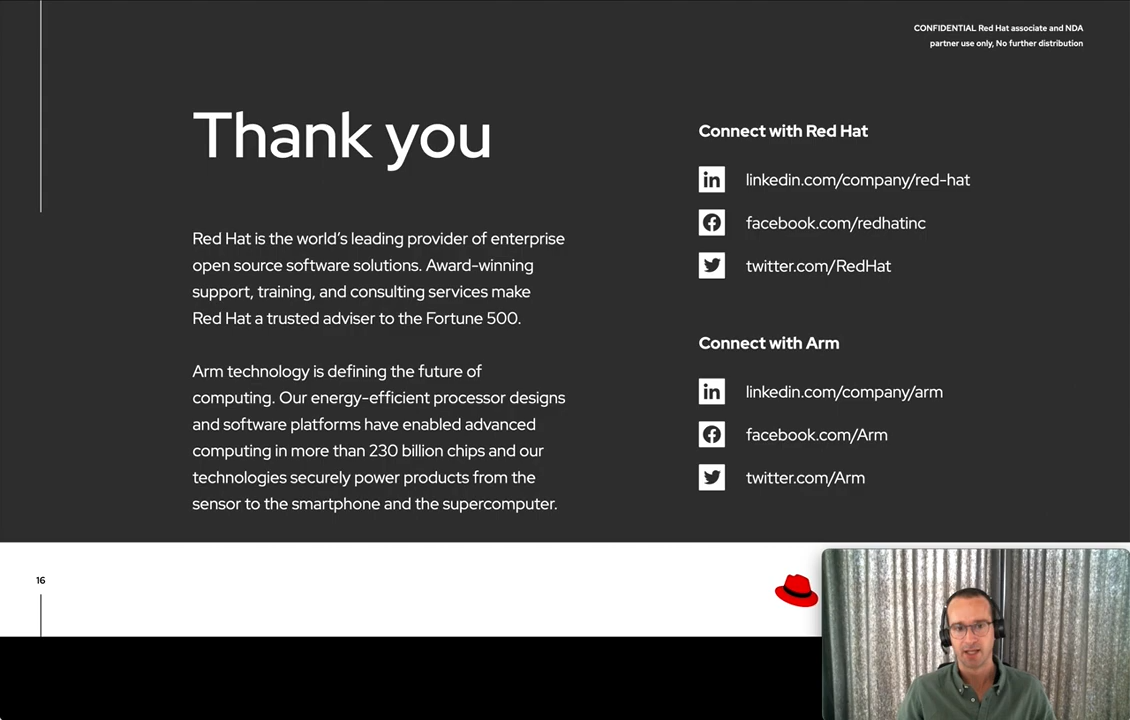 CONFIDENTIAL Red Hat associate and NDA
partner use only, No further distribution
Thank you
Red Hat is the world’s leading provider of enterprise
open source software solutions. Award-winning
support, training, and consulting services make
Red Hat a trusted adviser to the Fortune 500.
Arm technology is defining the future of
computing. Our energy-efficient processor designs
and software platforms have enabled advanced
computing in more than 230 billion chips and our
technologies securely power products from the
sensor to the smartphone and the supercomputer.
Connect with Red Hat
in linkedin.com/company/red-hat
facebook.com/redhatinc
twitter.com/RedHat
Connect with Arm
in linkedin.com/company/arm
facebook.com/Arm
twitter.com/Arm
16